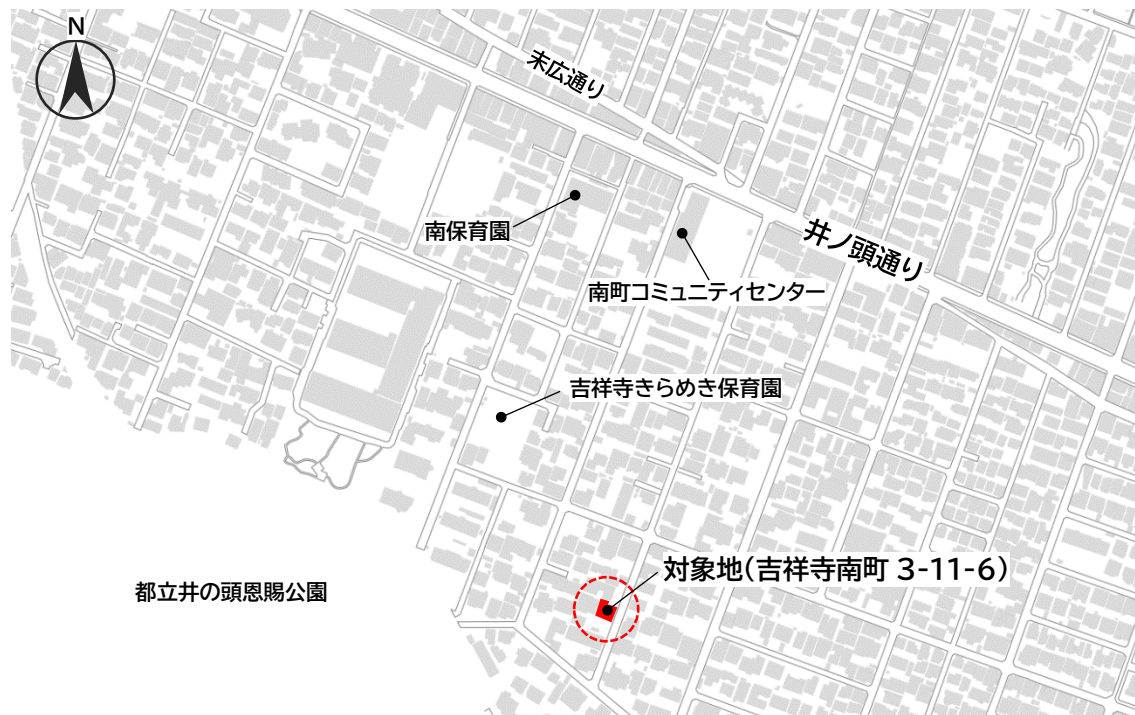 N
末広通り
井ノ頭通り
南保育園
南町コミュニティセンター
吉祥寺きらめき保育園
対象地(吉祥寺南町 3-11-6)
都立井の頭恩賜公園